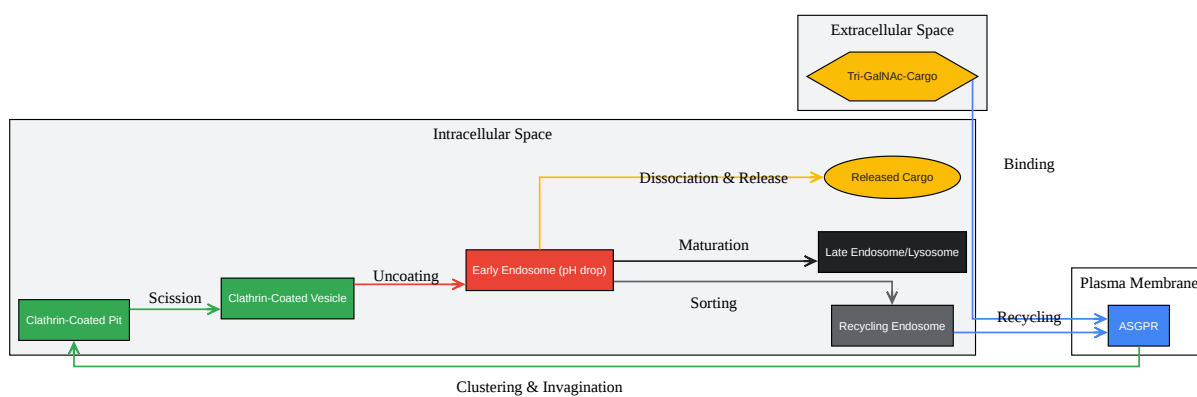 Extracellular Space
Tri-GalNAc-Cargo
Intracellular Space
Binding
Dissociation & Release
Released Cargo
Maturation
Late Endosome/Lysosome
Uncoating
Early Endosome (pH drop)
Plasma Membrane
Scission
Clathrin-Coated Vesicle
Sorting
Clathrin-Coated Pit
Recycling Endosome
Recycling
ASGPR
Clustering & Invagination